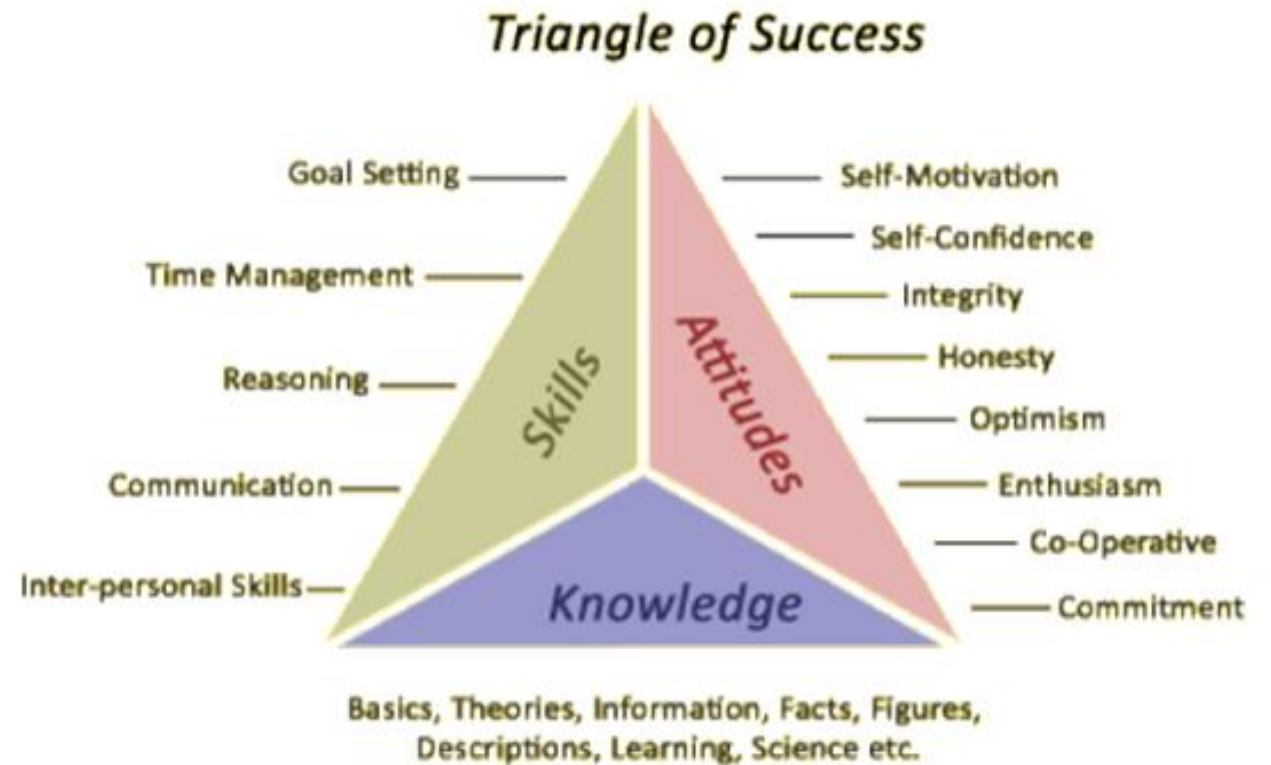 Triangle of Success
Goal Setting
Time Management
Reasoning
Communication
Inter-personal Skills
Skills
Attitudes
Self-Motivation
Self-Confidence
Integrity
Honesty
Optimism
Enthusiasm
Co-Operative
Commitment
Knowledge
Basics, Theories, Information, Facts, Figures,
Descriptions, Learning, Science etc.